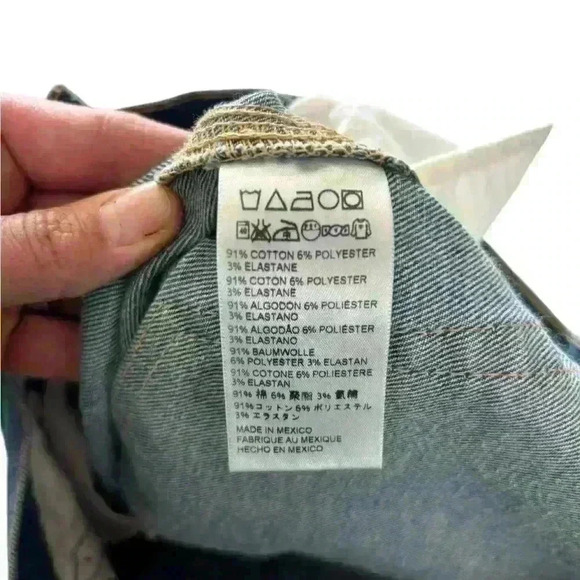 91% COTTON 6% POLYESTER
3% ELASTANE
91% COTON 6% POLYESTER
3% ELASTANE
91% ALGODON 6% POLIÉSTER
3% ELASTANO
91% ALGODÃO 6% POLIÉSTER
3% ELASTANO
91% BAUMWOLLE
6% POLYESTER 3% ELASTAN
91% COTONE 6% POLIESTERE
3% ELASTAN
91% 棉 6% 聚酯 3% 氨綸
91%コットン 6% ポリエステル
3% エラスタン
MADE IN MEXICO
FABRIQUE AU MEXIQUE
HECHO EN MEXICO